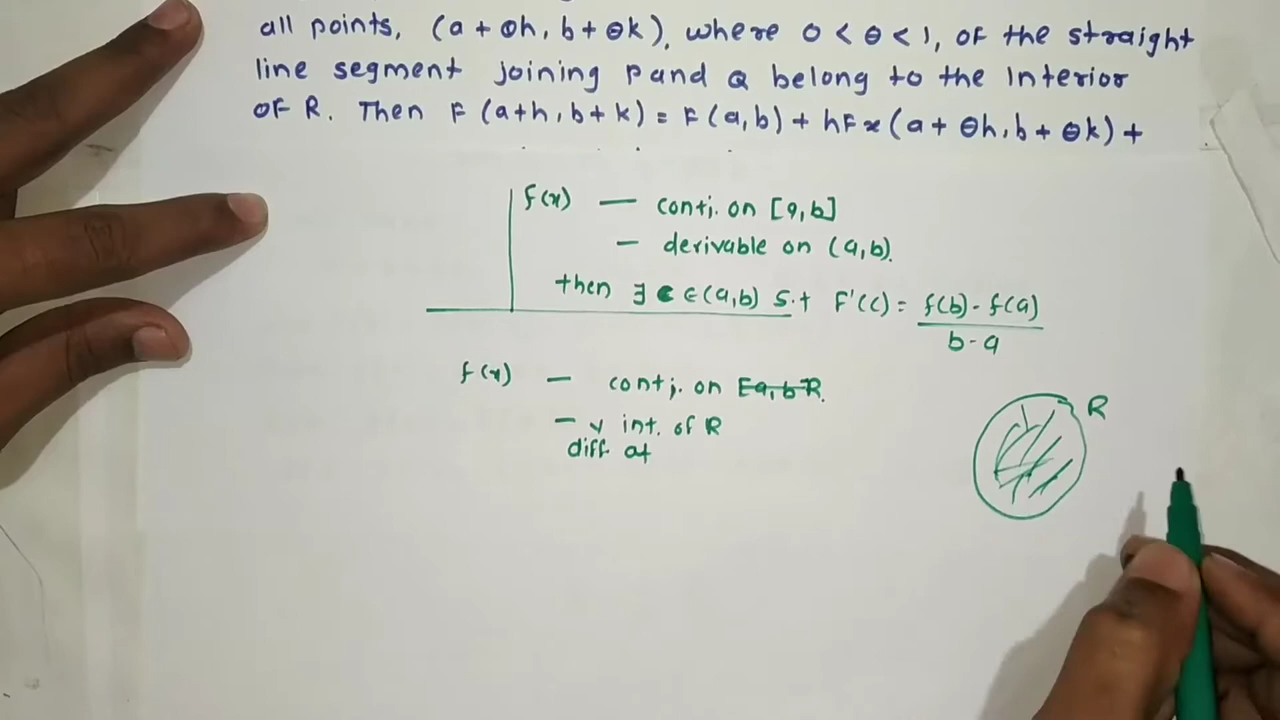 all points, (a + θh, b + θk), where 0 < θ < 1, of the straight
line segment joining P and Q belong to the Interior
of R. Then F (a+h, b+k) = F(a,b) + hFx(a + θh, b + θk) +
f(x) — conti. on [a,b]
— derivable on (a,b).
then ∃ c ∈(a,b) s.t F'(c) = f(b) - f(a)
b - a
f(x) — conti. on [a, b R.
R
— int. of R
diff at